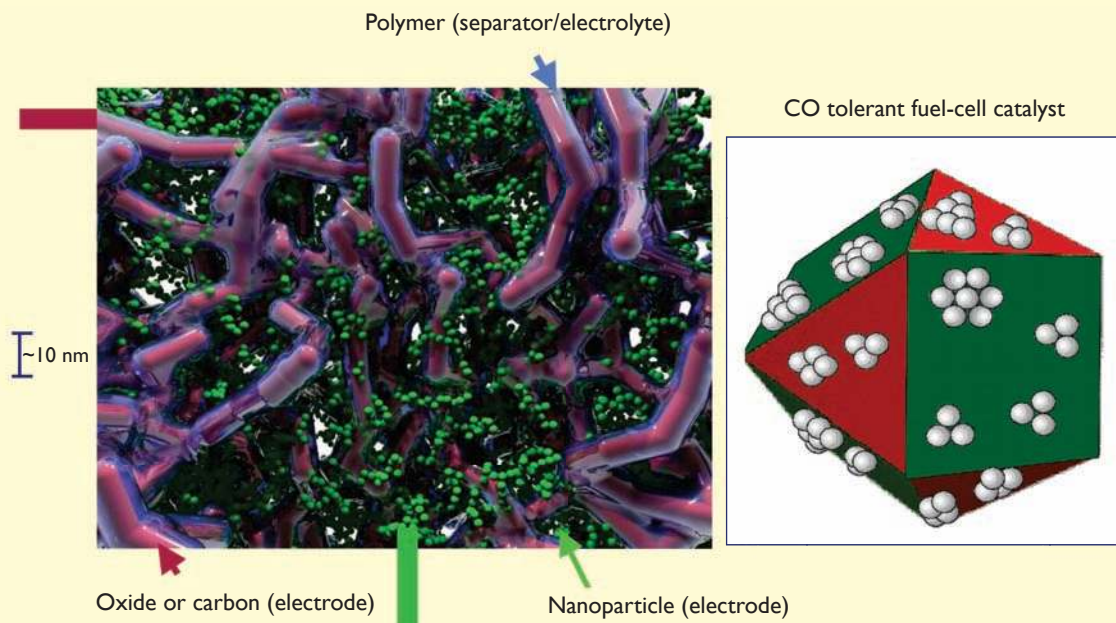 Polymer (separator/electrolyte)
CO tolerant fuel-cell catalyst
~10 nm
Oxide or carbon (electrode)
Nanoparticle (electrode)